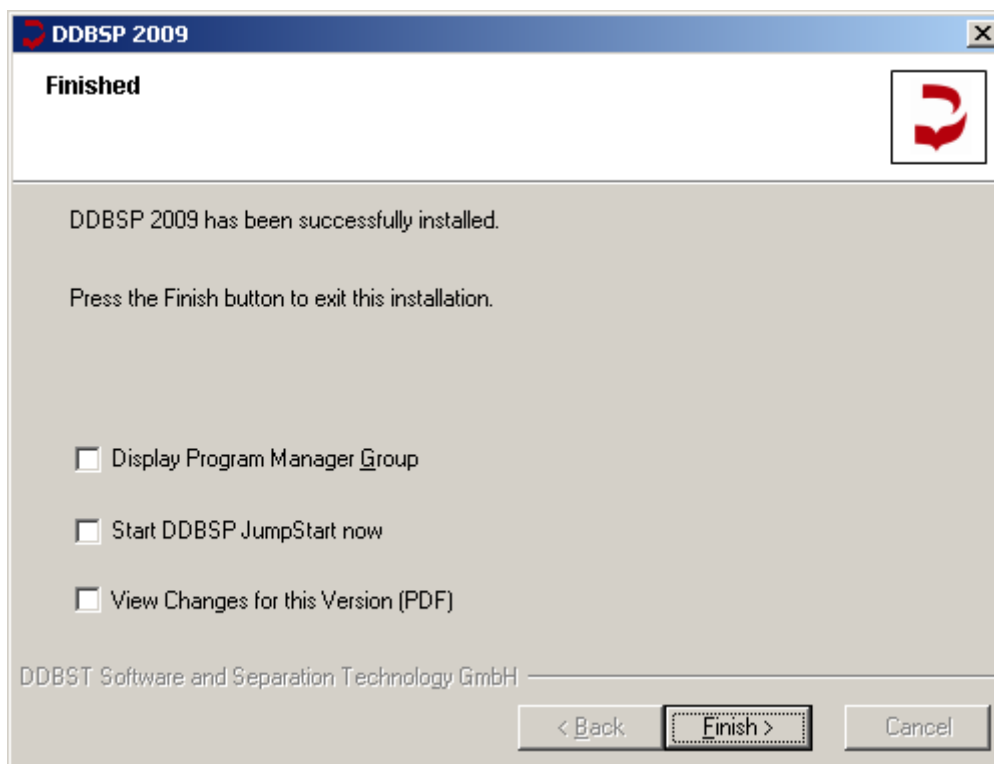 DDBSP 2009
Finished
DDBSP 2009 has been successfully installed.
Press the Finish button to exit this installation.
Display Program Manager Group
Start DDBSP JumpStart now
View Changes for this Version (PDF)
DDBST Software and Separation Technology GmbH
< Back Finish > Cancel